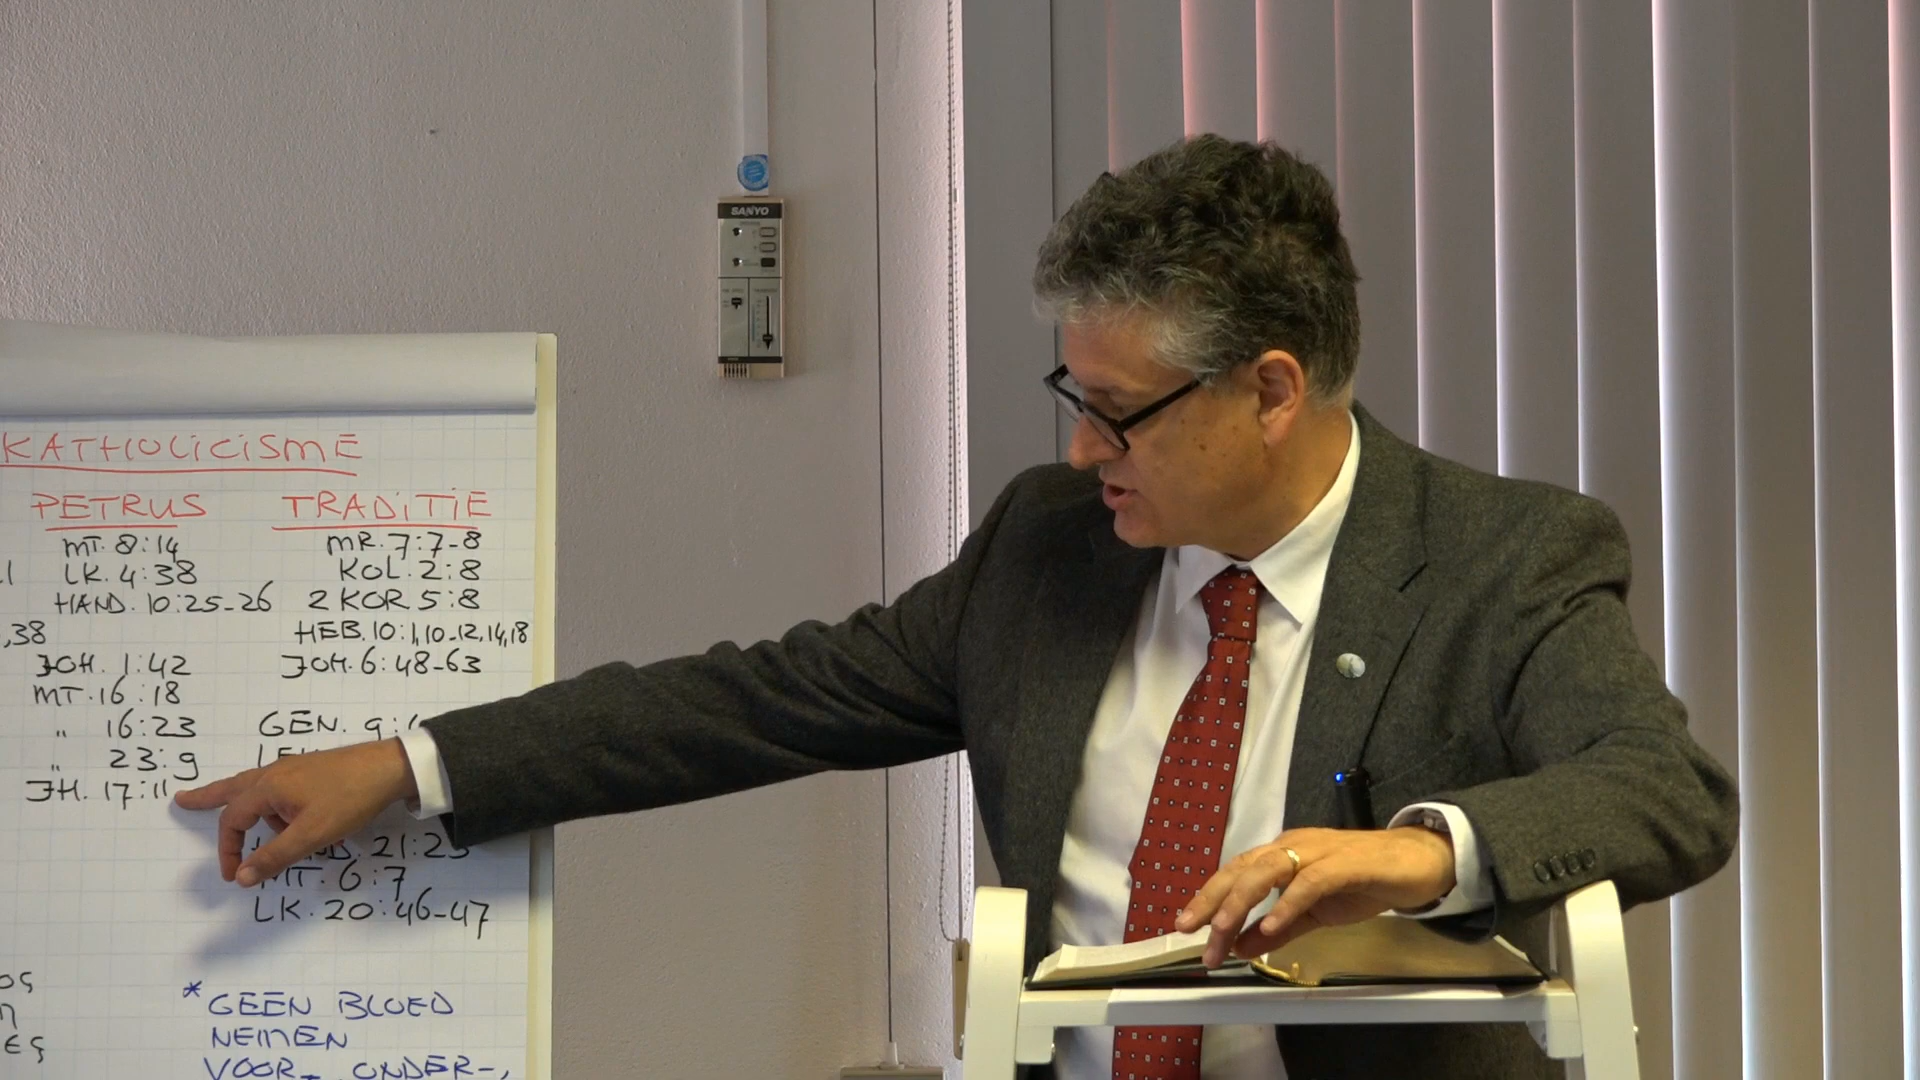 SANYO
KATHOLICISME
PETRUS TRADITIE
MT. 8:14 MR. 7:7-8
LK. 4:38 KOL. 2:8
HAND. 10:25-26 2 KOR 5:8
,38 HEB. 10:1,10-12,14,18
JOH. 1:42 JOH. 6:48-63
MT. 16:18
" 16:23 GEN. 9:
" 23:9
JH. 17:11
21:25
MT. 6:7
LK. 20:46-47
* GEEN BLOED
NEMEN
VOOR-, ONDER-,